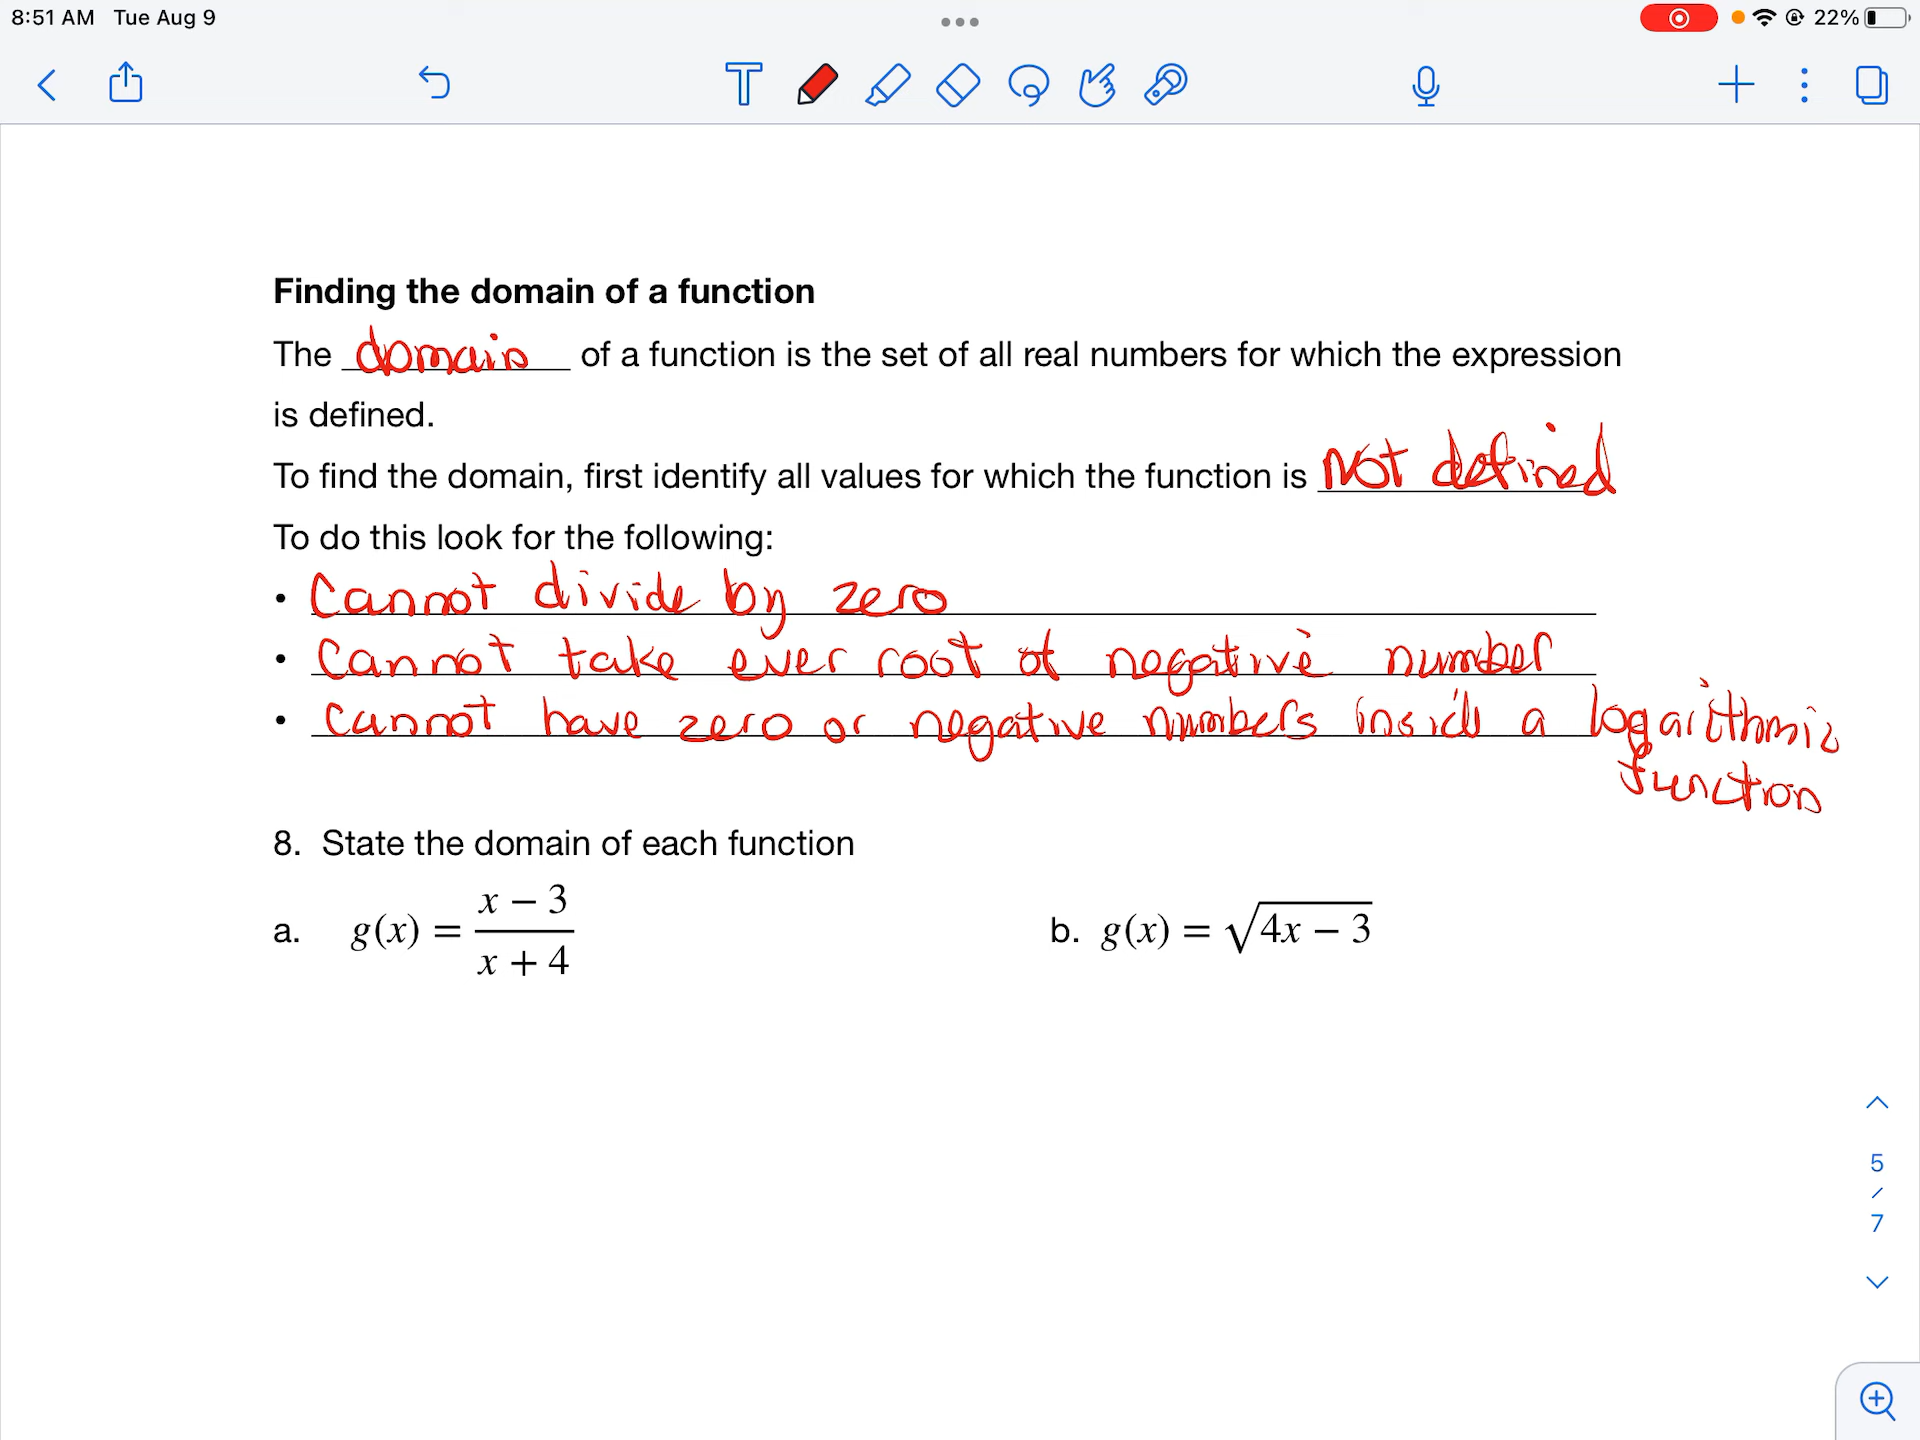 8:51 AM Tue Aug 9
22%
Finding the domain of a function
The domain of a function is the set of all real numbers for which the expression
is defined.
To find the domain, first identify all values for which the function is not defined
To do this look for the following:
• Cannot divide by zero
• Cannot take ever root of negative number
• cannot have zero or negative numbers inside a logarithmic
function
8. State the domain of each function
a. g(x) = \frac{x − 3}{x + 4} b. g(x) = \sqrt{4x − 3}
5
/
7